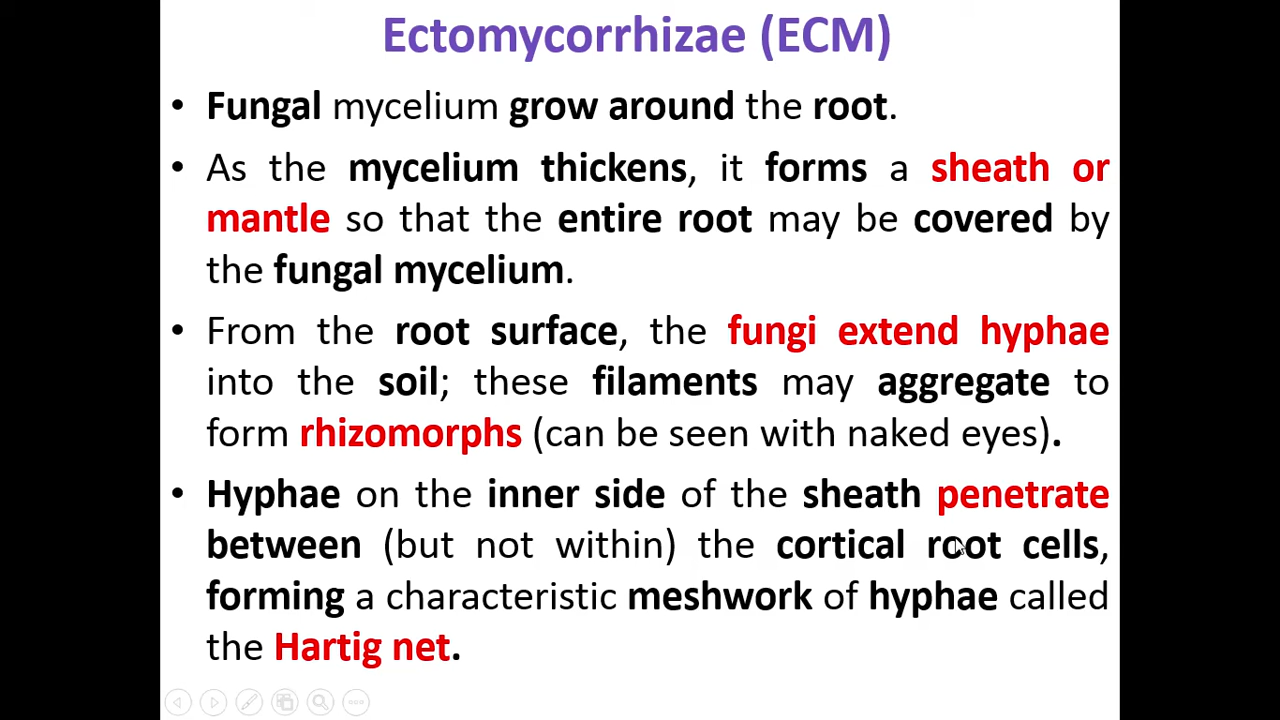 Ectomycorrhizae (ECM)
• Fungal mycelium grow around the root.
• As the mycelium thickens, it forms a sheath or
mantle so that the entire root may be covered by
the fungal mycelium.
• From the root surface, the fungi extend hyphae
into the soil; these filaments may aggregate to
form rhizomorphs (can be seen with naked eyes).
• Hyphae on the inner side of the sheath penetrate
between (but not within) the cortical root cells,
forming a characteristic meshwork of hyphae called
the Hartig net.